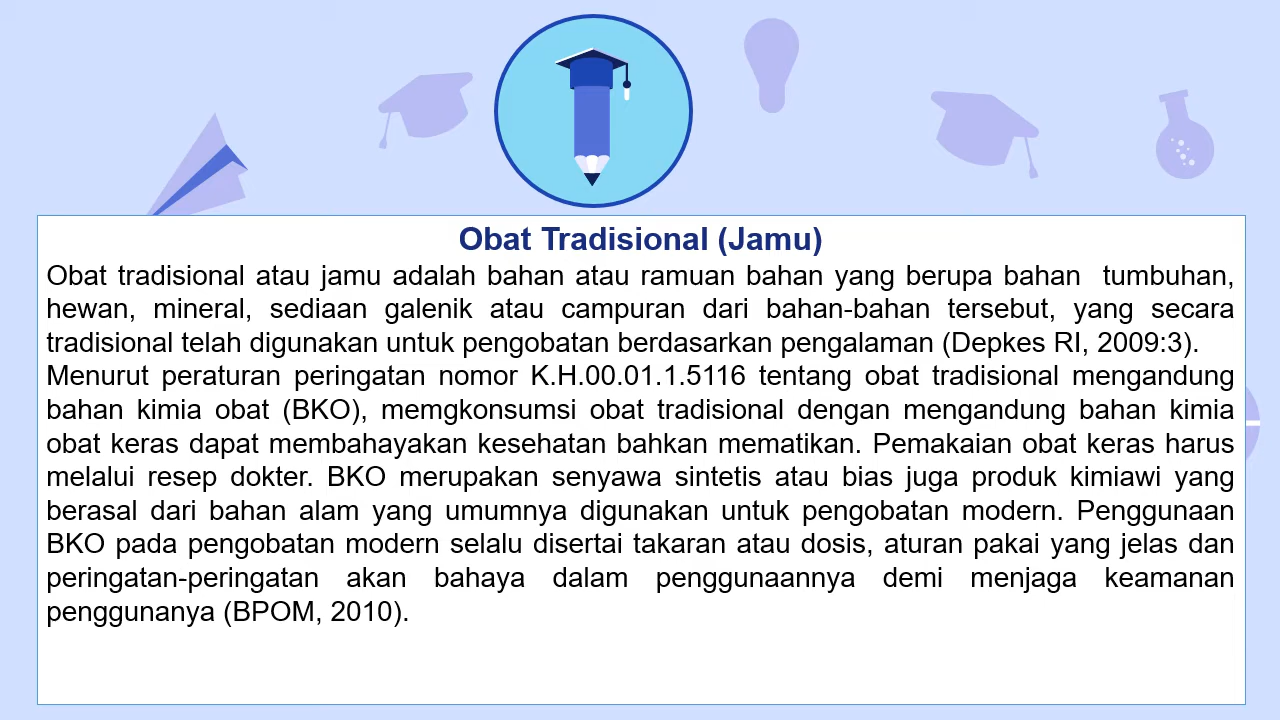 Obat Tradisional (Jamu)
Obat tradisional atau jamu adalah bahan atau ramuan bahan yang berupa bahan  tumbuhan,
hewan, mineral, sediaan galenik atau campuran dari bahan-bahan tersebut, yang secara
tradisional telah digunakan untuk pengobatan berdasarkan pengalaman (Depkes RI, 2009:3).
Menurut peraturan peringatan nomor K.H.00.01.1.5116 tentang obat tradisional mengandung
bahan kimia obat (BKO), memgkonsumsi obat tradisional dengan mengandung bahan kimia
obat keras dapat membahayakan kesehatan bahkan mematikan. Pemakaian obat keras harus
melalui resep dokter. BKO merupakan senyawa sintetis atau bias juga produk kimiawi yang
berasal dari bahan alam yang umumnya digunakan untuk pengobatan modern. Penggunaan
BKO pada pengobatan modern selalu disertai takaran atau dosis, aturan pakai yang jelas dan
peringatan-peringatan akan bahaya dalam penggunaannya demi menjaga keamanan
penggunanya (BPOM, 2010).